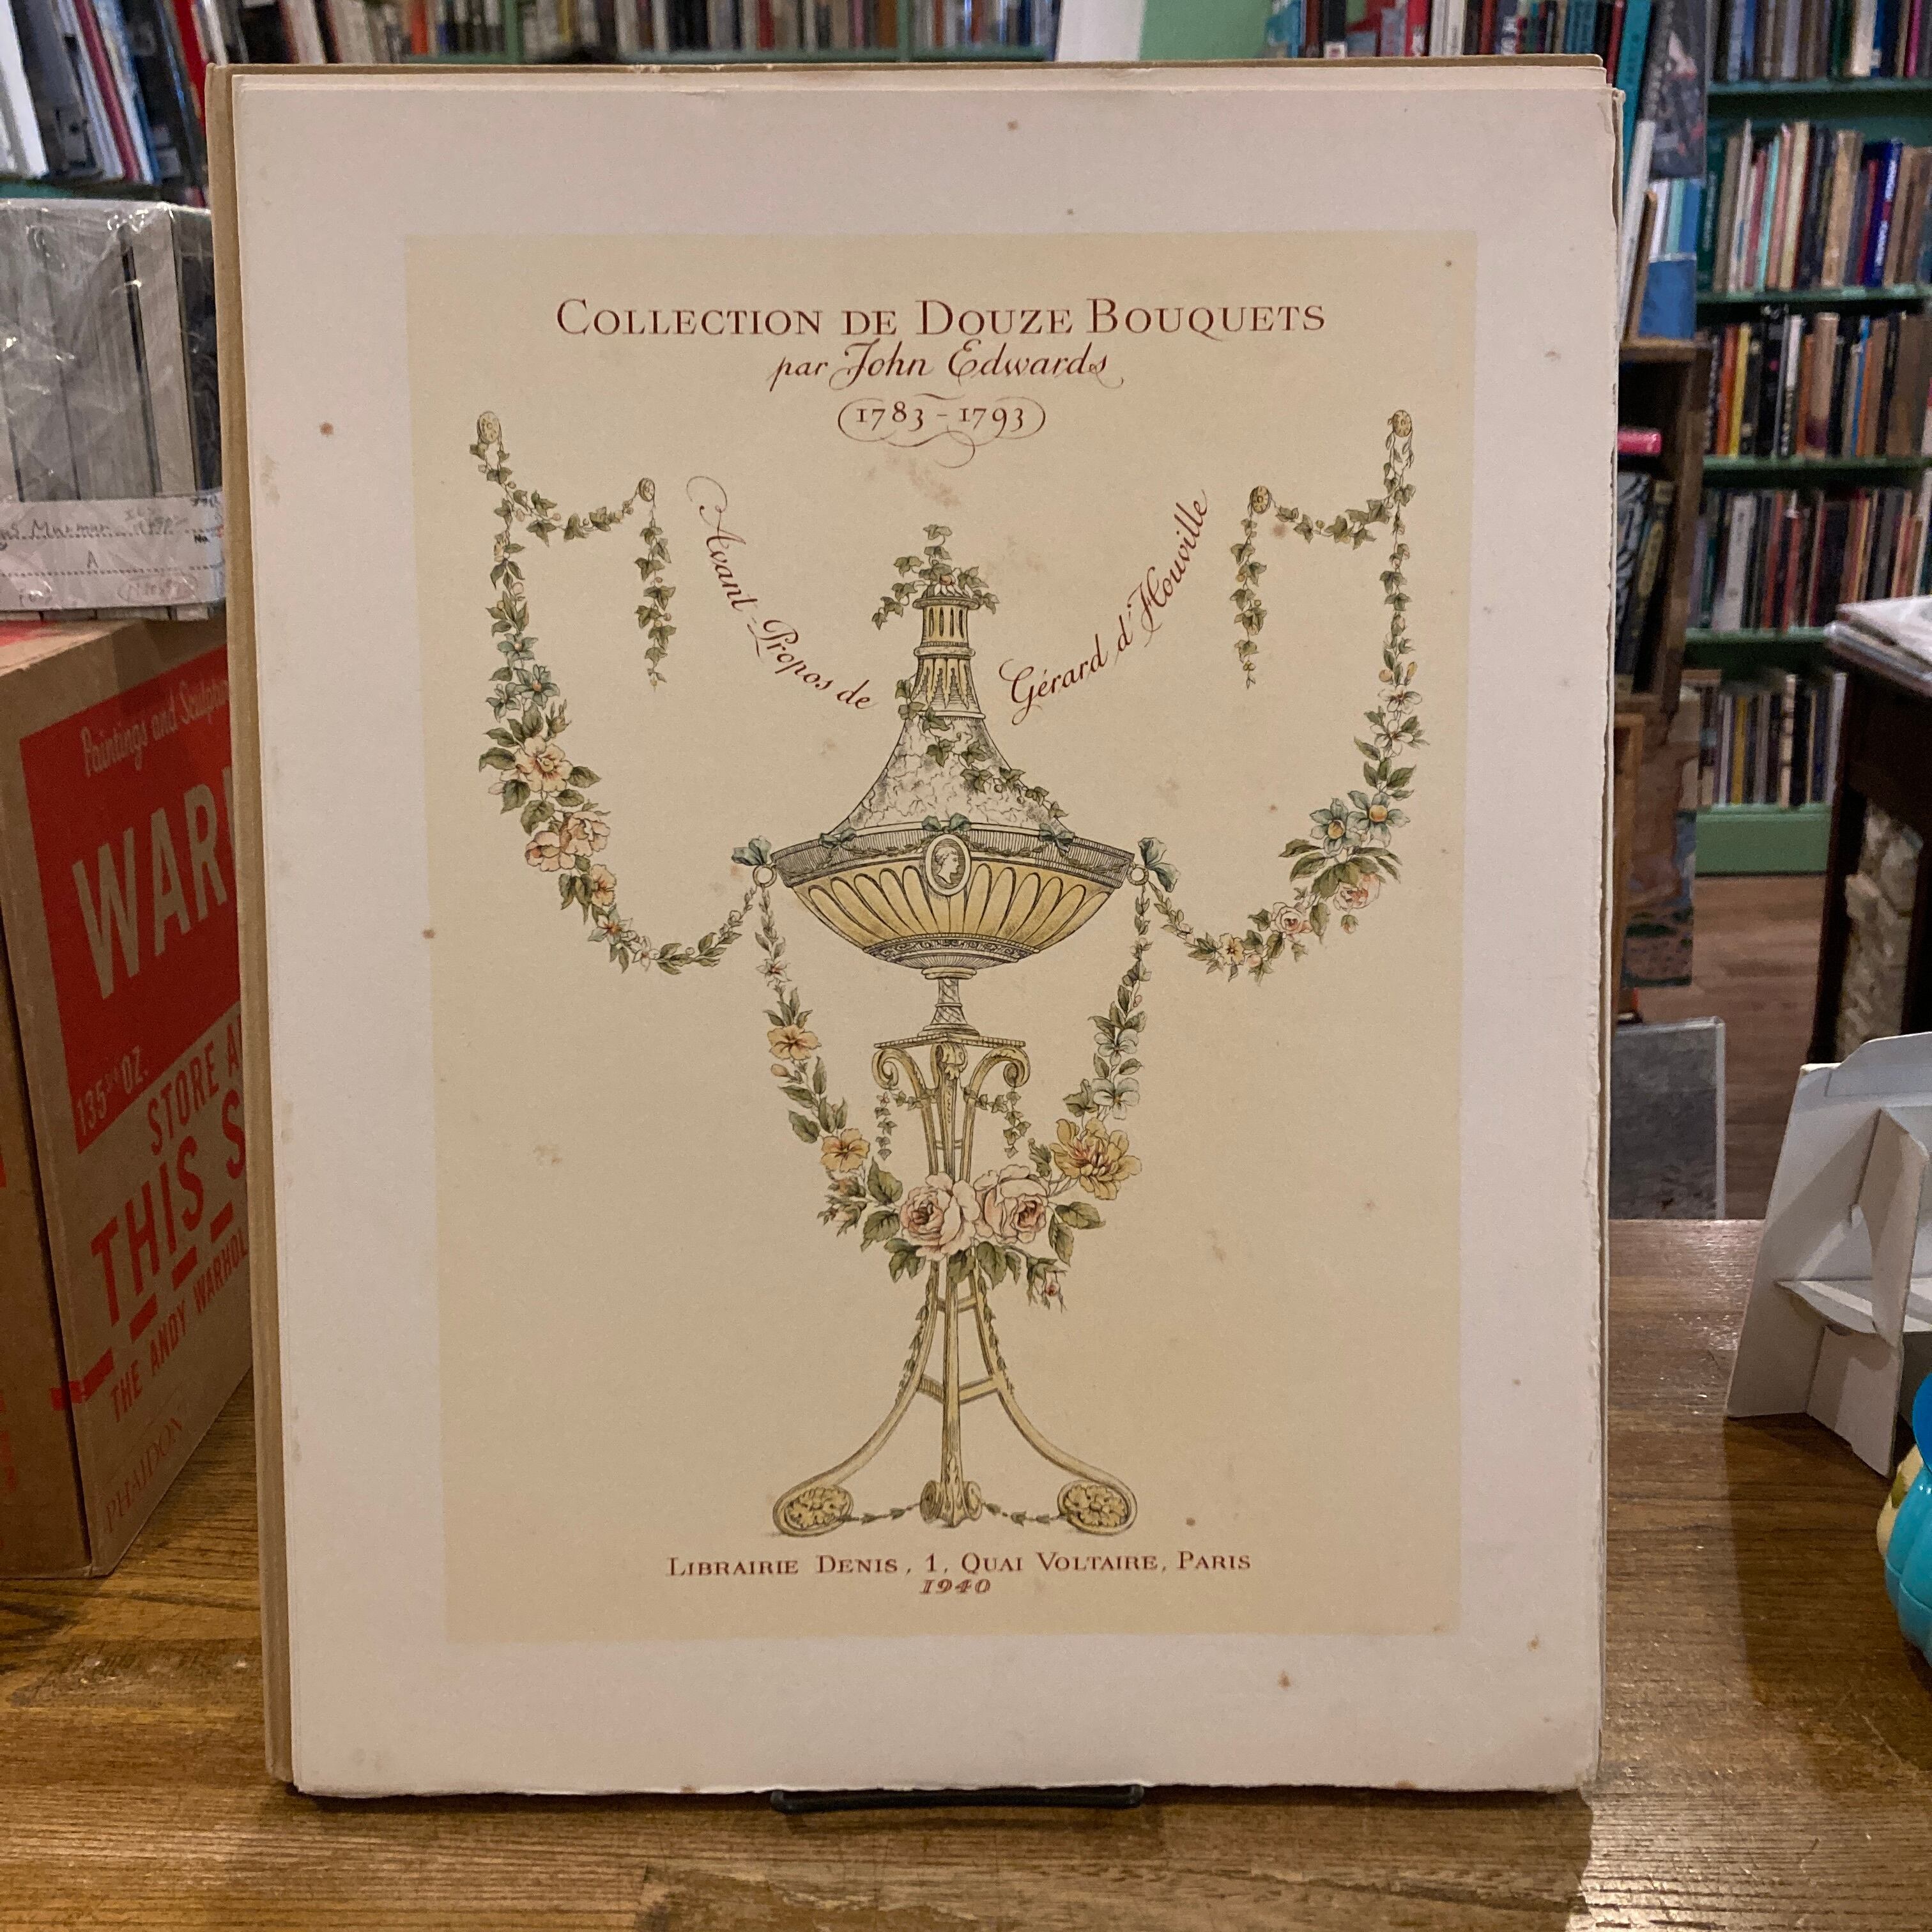 COLLECTION DE DOUZE BOUQUETS
par John Edwards
1783 - 1793
Avant-Propos de
Gérard d'Houville
LIBRAIRIE DENIS, 1, QUAI VOLTAIRE, PARIS
1940
Paintings and
WAR
135 OZ.
STORE
THIS S
THE ANDY WARHOL
PHAIDON
A